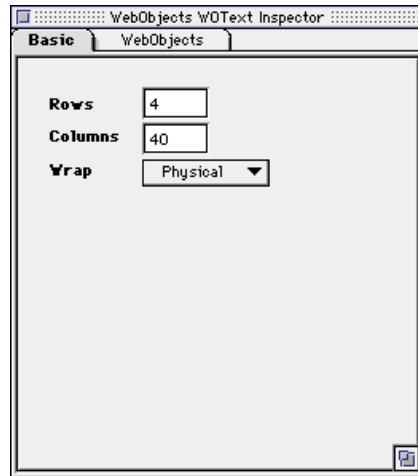 WebObjects WOText Inspector
Basic WebObjects
Rows 4
Columns 40
Wrap Physical